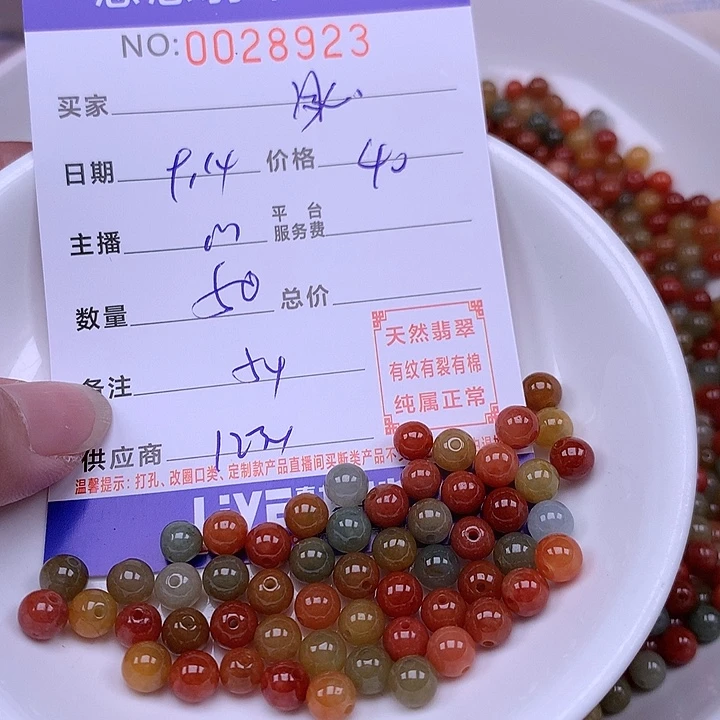 NO:0028923
买家
日期 9.14 价格 40
主播 m 平台服务费
数量 50 总价
天然翡翠
有纹有裂有棉
备注 54
纯属正常
供应商 1234
温馨提示:打孔、改圈口类、定制款产品直播间买断类产品不
LIVE